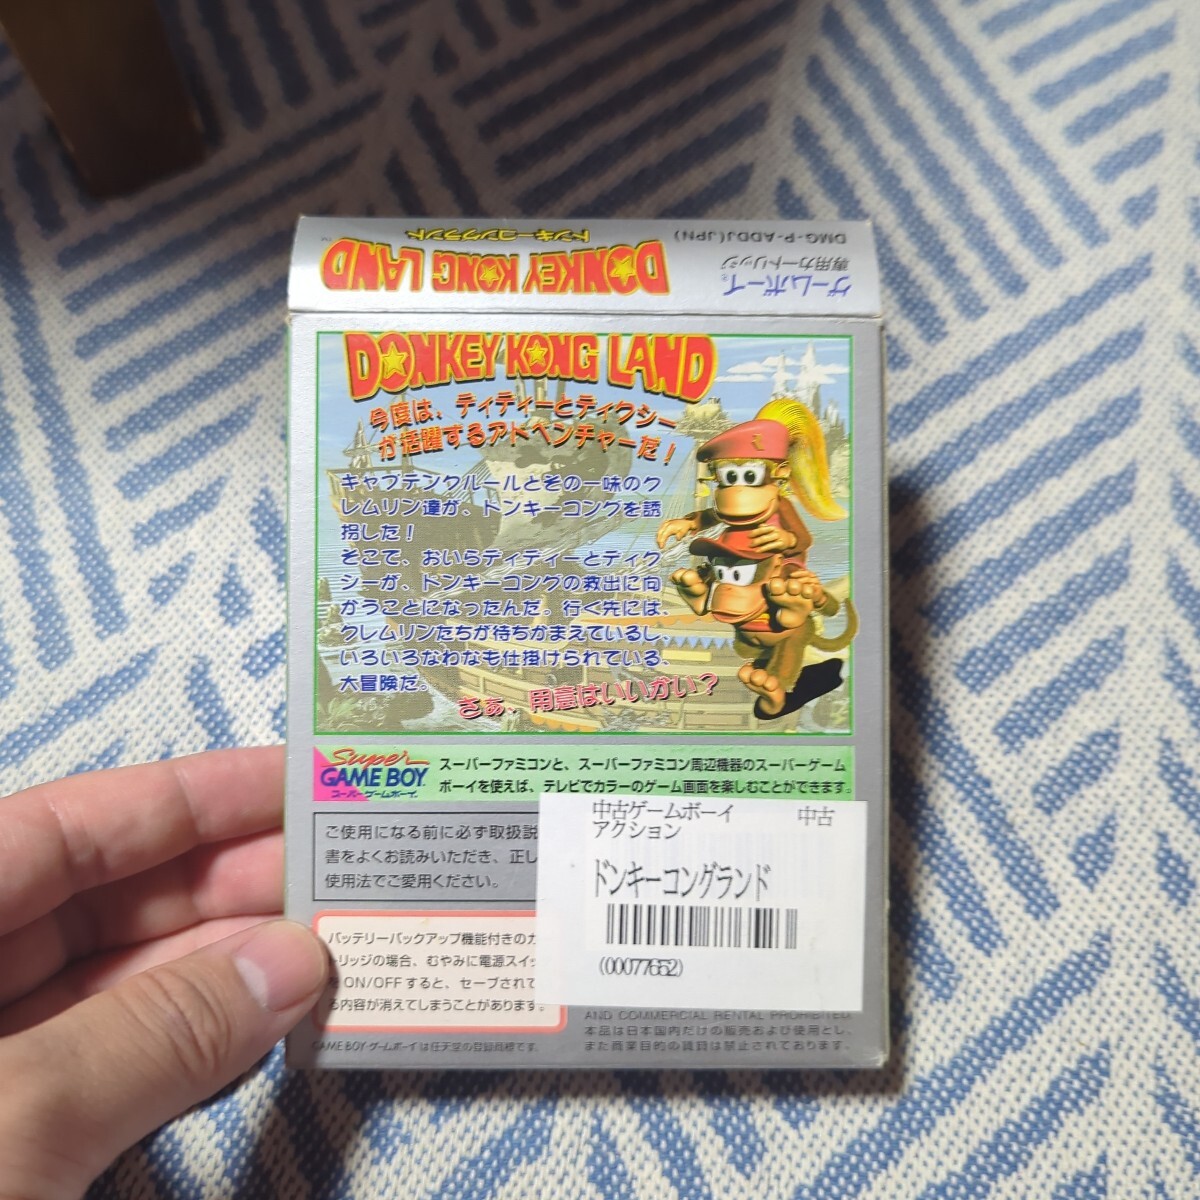 ゲームボーイ
専用カートリッジ
DMG-P-ADDJ(JPN)
DONKEY KONG LAND
ドンキーコングランド
DONKEY KONG LAND
TM
今度は、ディディーとディクシー
が活躍するアドベンチャーだ！
キャプテンクルールとその一味のク
レムリン達が、ドンキーコングを誘
拐した！
そこで、おいらディディーとディク
シーが、ドンキーコングの救出に向
かうことになったんだ。行く先には、
クレムリンたちが待ちかまえているし、
いろいろなわなも仕掛けられている、
大冒険だ。
さぁ、用意はいいかい？
Super
GAME BOY
スーパーゲームボーイ
スーパーファミコンと、スーパーファミコン周辺機器のスーパーゲーム
ボーイを使えば、テレビでカラーのゲーム画面を楽しむことができます。
ご使用になる前に必ず取扱説
書をよくお読みいただき、正し
使用法でご愛用ください。
バッテリーバックアップ機能付きのカ
トリッジの場合、むやみに電源スイッ
ON/OFFすると、セーブされて
る内容が消えてしまうことがあります。
GAME BOY・ゲームボーイは任天堂の登録商標です。
中古ゲームボーイ 中古
アクション
ドンキーコングランド
(00077652)
AND COMMERCIAL RENTAL PROHIBITED.
本品は日本国内だけの販売および使用とし、
また商業目的の賃貸は禁止されております。